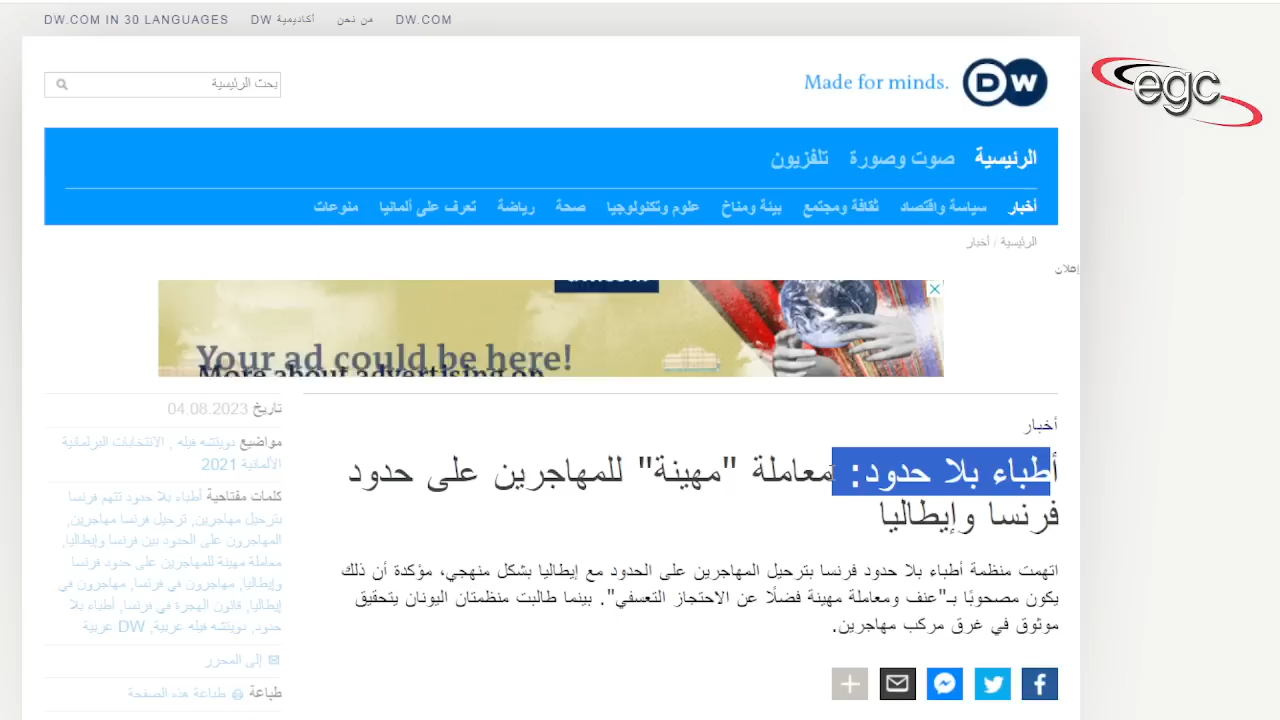 DW.COM IN 30 LANGUAGES DW أكاديمية من نحن DW.COM
بحث الرئيسية
Made for minds. DW
egc
الرئيسية صوت وصورة تلفزيون
أخبار سياسة واقتصاد ثقافة ومجتمع بيئة ومناخ علوم وتكنولوجيا صحة رياضة تعرف على ألمانيا منوعات
الرئيسية / أخبار
إعلان
Your ad could be here!
More about advertising on
أخبار
أطباء بلا حدود: معاملة "مهينة" للمهاجرين على حدود
فرنسا وإيطاليا
اتهمت منظمة أطباء بلا حدود فرنسا بترحيل المهاجرين على الحدود مع إيطاليا بشكل منهجي، مؤكدة أن ذلك
يكون مصحوبًا بـ"عنف ومعاملة مهينة فضلًا عن الاحتجاز التعسفي". بينما طالبت منظمتان اليونان بتحقيق
موثوق في غرق مركب مهاجرين.
تاريخ 04.08.2023
مواضيع دويتشه فيله , الانتخابات البرلمانية
الألمانية 2021
كلمات مفتاحية أطباء بلا حدود تتهم فرنسا
بترحيل مهاجرين, ترحيل فرنسا مهاجرين,
المهاجرون على الحدود بين فرنسا وإيطاليا,
معاملة مهينة للمهاجرين على حدود فرنسا
وإيطاليا, مهاجرون في فرنسا, مهاجرون في
إيطاليا, قانون الهجرة في فرنسا, أطباء بلا
حدود, دويتشه فيله عربية, DW عربية
إلى المحرر
طباعة طباعة هذه الصفحة